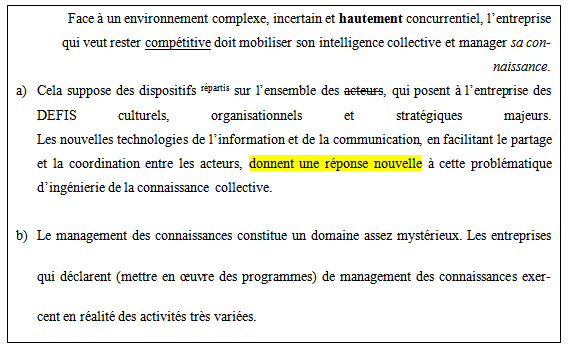 Face à un environnement complexe, incertain et hautement concurrentiel, l'entreprise
qui veut rester compétitive doit mobiliser son intelligence collective et manager sa con-
naissance.
a) Cela suppose des dispositifs répartis sur l'ensemble des acteurs, qui posent à l'entreprise des
DEFIS culturels, organisationnels et stratégiques majeurs.
Les nouvelles technologies de l'information et de la communication, en facilitant le partage
et la coordination entre les acteurs, donnent une réponse nouvelle à cette problématique
d'ingénierie de la connaissance collective.
b) Le management des connaissances constitue un domaine assez mystérieux. Les entreprises
qui déclarent (mettre en œuvre des programmes) de management des connaissances exer-
cent en réalité des activités très variées.